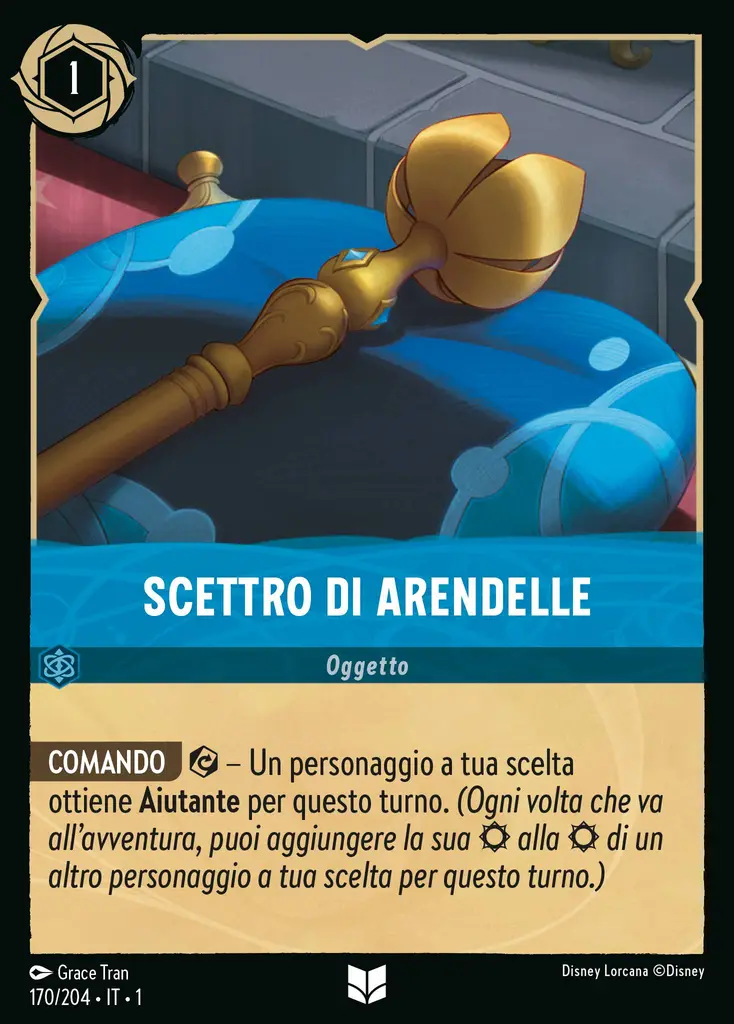 1
SCETTRO DI ARENDELLE
Oggetto
COMANDO – Un personaggio a tua scelta
ottiene Aiutante per questo turno. (Ogni volta che va
all’avventura, puoi aggiungere la sua alla di un
altro personaggio a tua scelta per questo turno.)
Grace Tran
Disney Lorcana ©Disney
170/204 • IT • 1